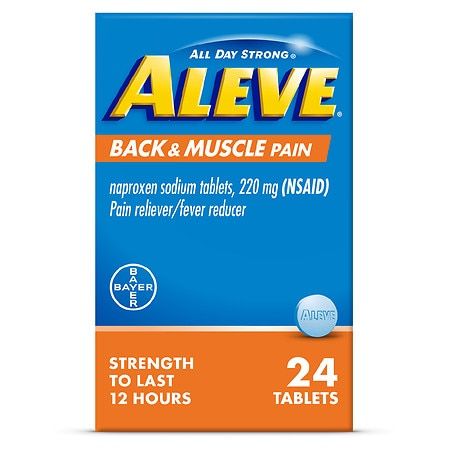 ALL DAY STRONG®
ALEVE®
BACK & MUSCLE PAIN
naproxen sodium tablets, 220 mg (NSAID)
Pain reliever/fever reducer
BAYER
BAYER
ALEVE
STRENGTH
TO LAST
12 HOURS
24
TABLETS